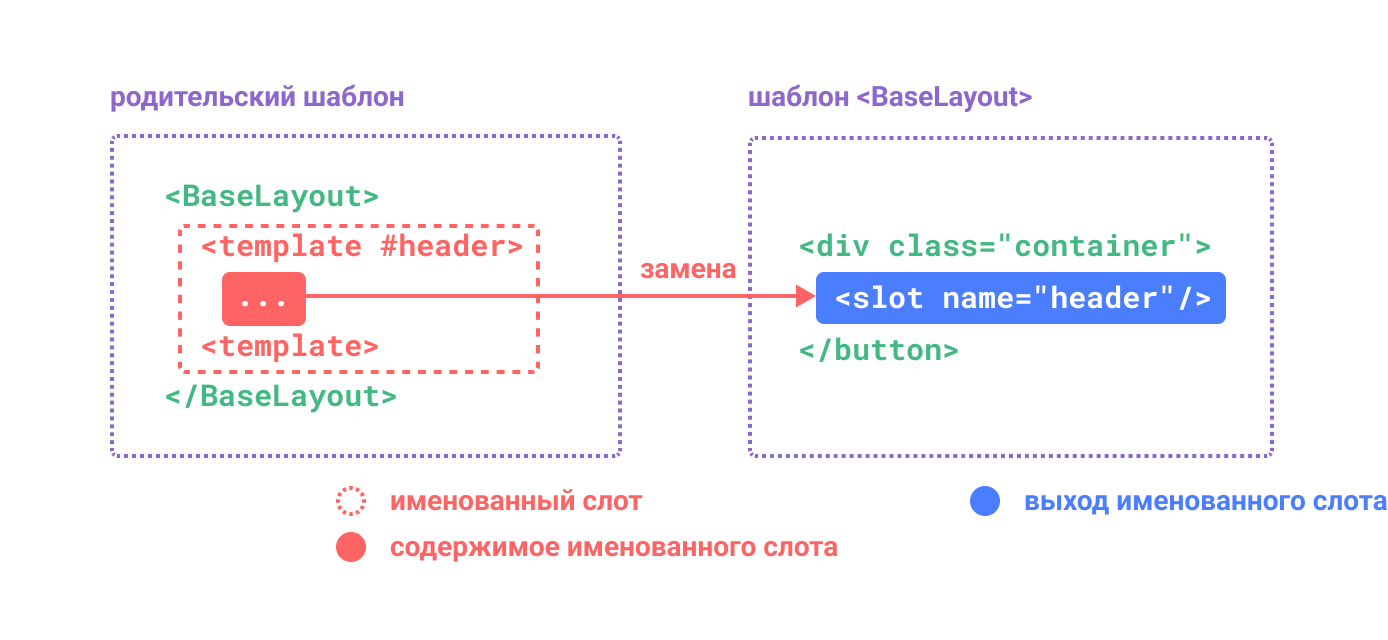 родительский шаблон
<BaseLayout>
<template #header>
...
<template>
</BaseLayout>
замена
шаблон <BaseLayout>
<div class="container">
<slot name="header"/>
</button>
именованный слот
содержимое именованного слота
выход именованного слота